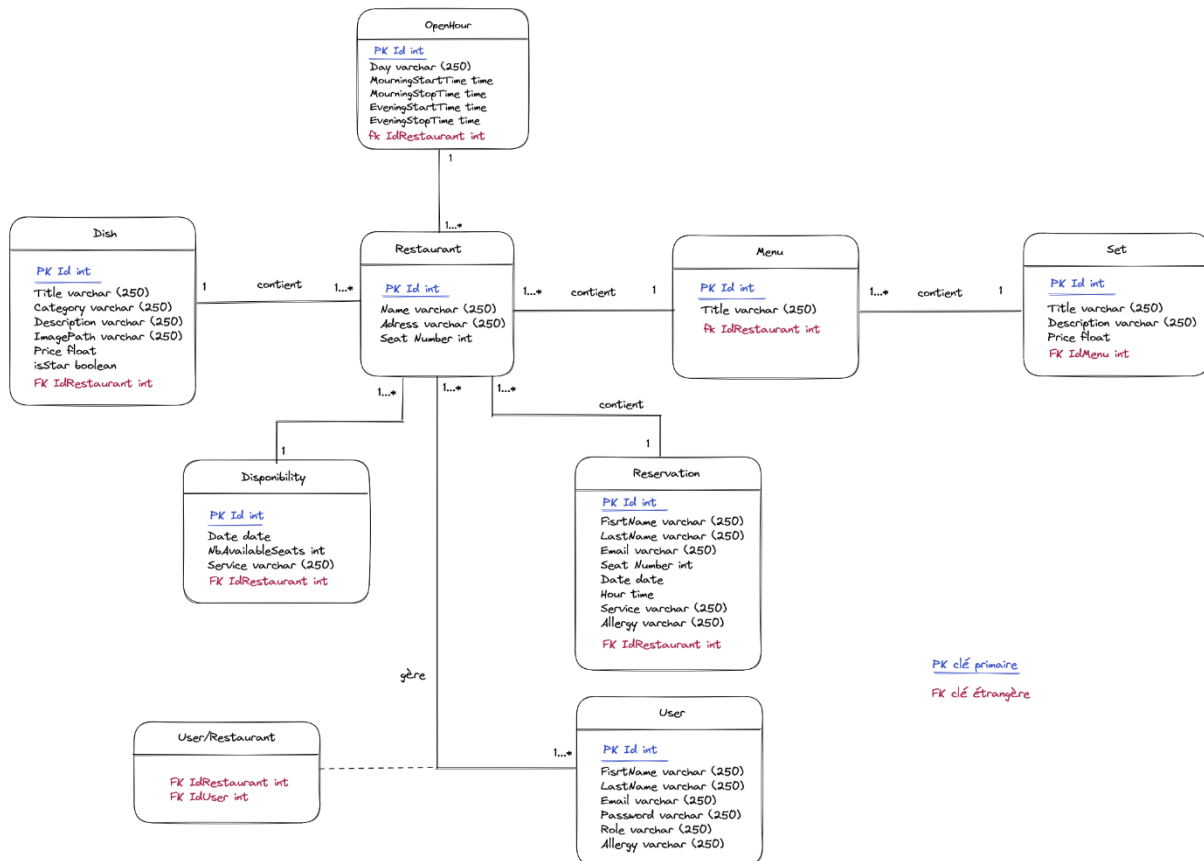 OpenHour
PK Id int
Day varchar (250)
MourningStartTime time
MourningStopTime time
EveningStartTime time
EveningStopTime time
fk IdRestaurant int
1
1...*
Dish
PK Id int
Title varchar (250)
Category varchar (250)
Description varchar (250)
ImagePath varchar (250)
Price float
isStar boolean
FK IdRestaurant int
1
contient
1...*
Restaurant
PK Id int
Name varchar (250)
Adress varchar (250)
Seat Number int
1...*
contient
1
Menu
PK Id int
Title varchar (250)
fk IdRestaurant int
1...*
contient
1
Set
PK Id int
Title varchar (250)
Description varchar (250)
Price float
FK IdMenu int
1...*
1...*
1...*
contient
1
1
Disponibility
PK Id int
Date date
NbAvailableSeats int
Service varchar (250)
FK IdRestaurant int
Reservation
PK Id int
FisrtName varchar (250)
LastName varchar (250)
Email varchar (250)
Seat Number int
Date date
Hour time
Service varchar (250)
Allergy varchar (250)
FK IdRestaurant int
PK clé primaire
FK clé étrangère
gère
User/Restaurant
FK IdRestaurant int
FK IdUser int
1...*
User
PK Id int
FisrtName varchar (250)
LastName varchar (250)
Email varchar (250)
Password varchar (250)
Role varchar (250)
Allergy varchar (250)